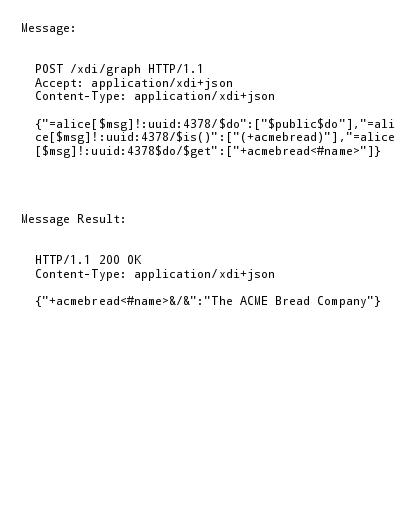 Message:
POST /xdi/graph HTTP/1.1
Accept: application/xdi+json
Content-Type: application/xdi+json
{"=alice[$msg]!:uuid:4378/$do":["$public$do"],"=ali
ce[$msg]!:uuid:4378/$is()":["(+acmebread)"],"=alice
[$msg]!:uuid:4378$do/$get":["+acmebread<#name>"]}
Message Result:
HTTP/1.1 200 OK
Content-Type: application/xdi+json
{"+acmebread<#name>&/&":"The ACME Bread Company"}